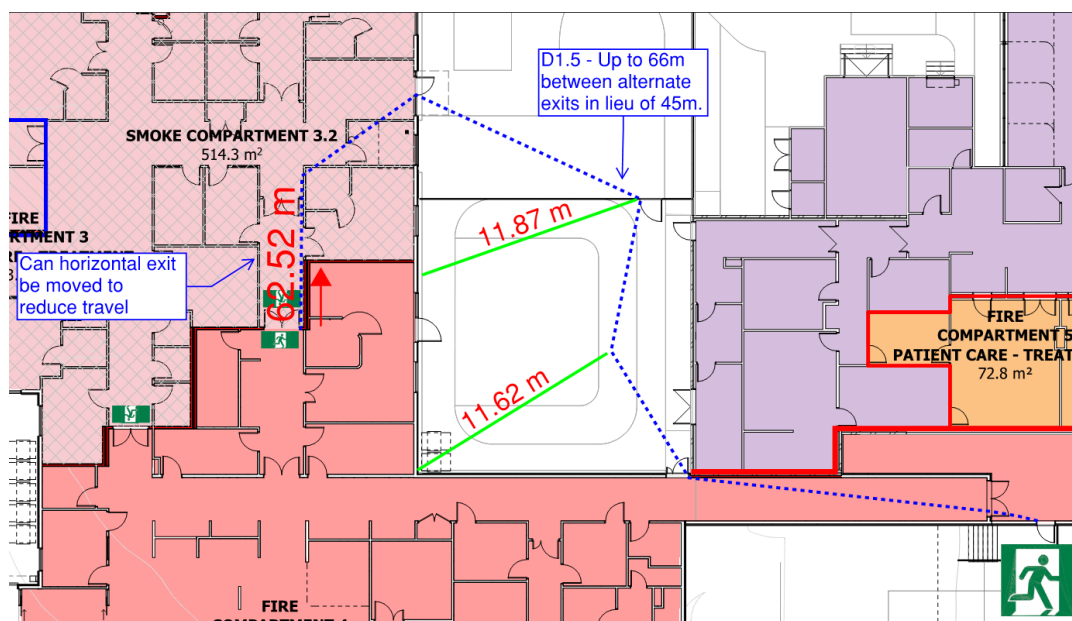 D1.5 - Up to 66m
between alternate
exits in lieu of 45m.
SMOKE COMPARTMENT 3.2
514.3 m²
11.87 m
62.52 m
FIRE
ARTMENT 3
Can horizontal exit
be moved to
reduce travel
11.62 m
FIRE
COMPARTMENT 5
PATIENT CARE - TREAT
72.8 m²
FIRE